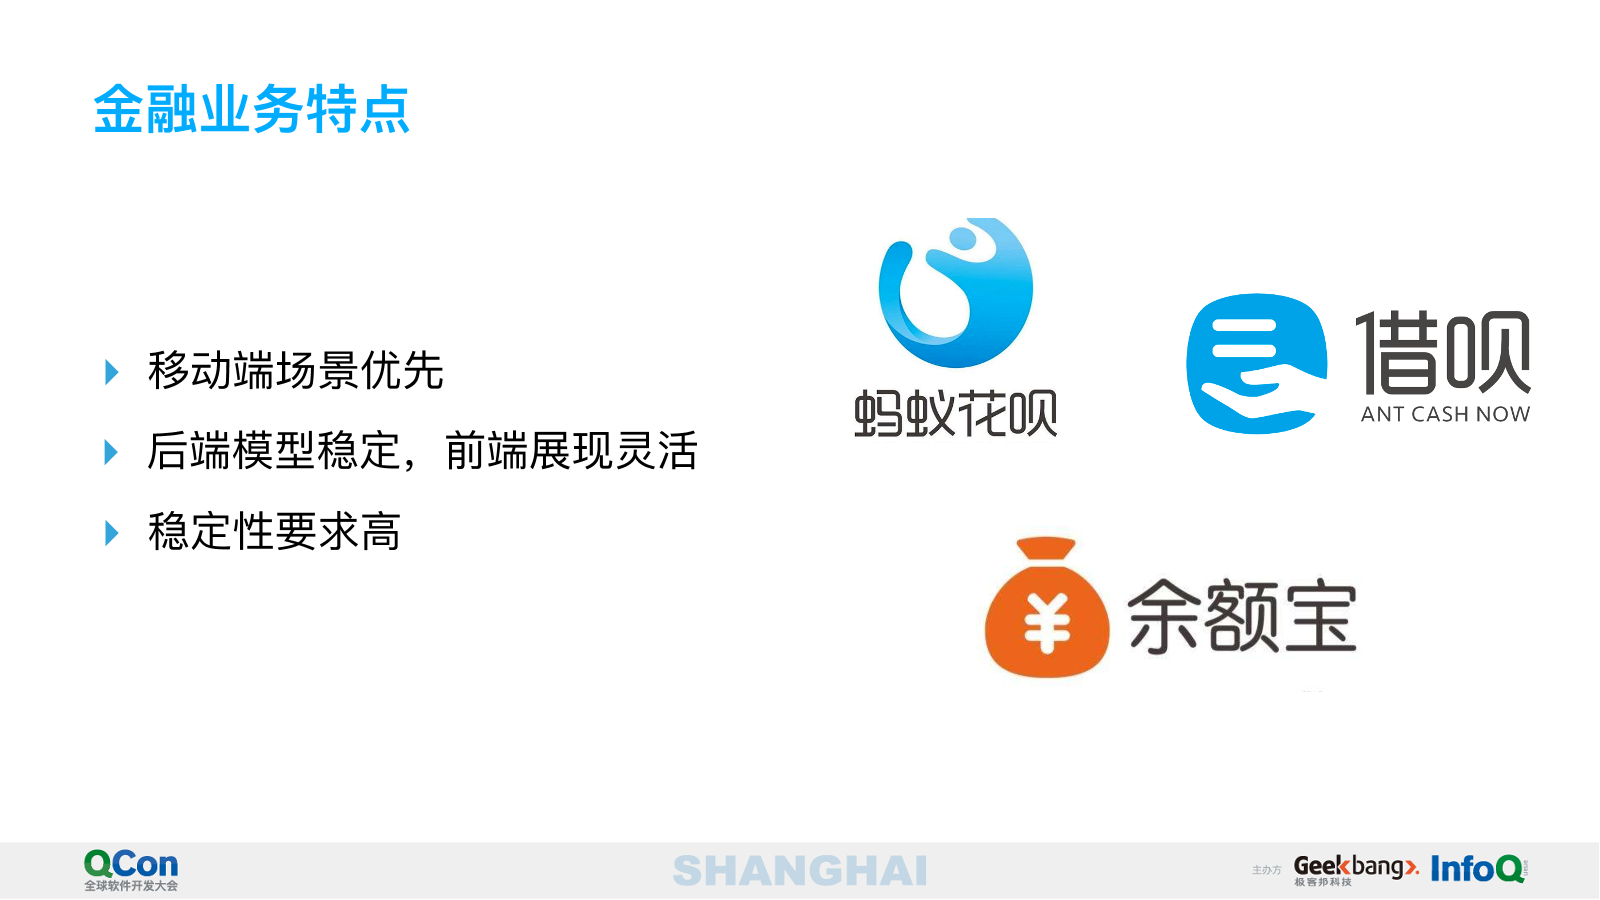 金融业务特点
移动端场景优先
后端模型稳定，前端展现灵活
稳定性要求高
蚂蚁花呗
借呗
ANT CASH NOW
¥
余额宝
QCon
全球软件开发大会
SHANGHAI
主办方
Geekbang>.
极客邦科技
InfoQ